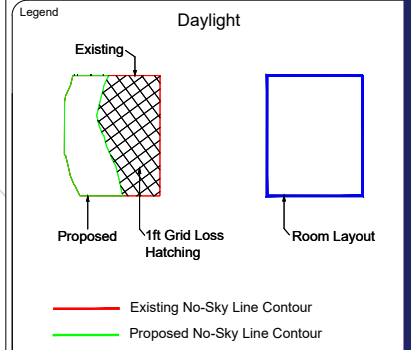 Legend
Daylight
Existing
Proposed
1ft Grid Loss
Hatching
Room Layout
Existing No-Sky Line Contour
Proposed No-Sky Line Contour